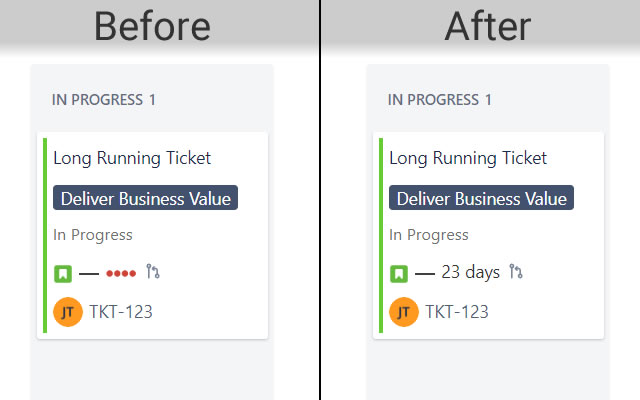 Before
IN PROGRESS 1
Long Running Ticket
Deliver Business Value
In Progress
JT TKT-123
After
IN PROGRESS 1
Long Running Ticket
Deliver Business Value
In Progress
— 23 days
JT TKT-123